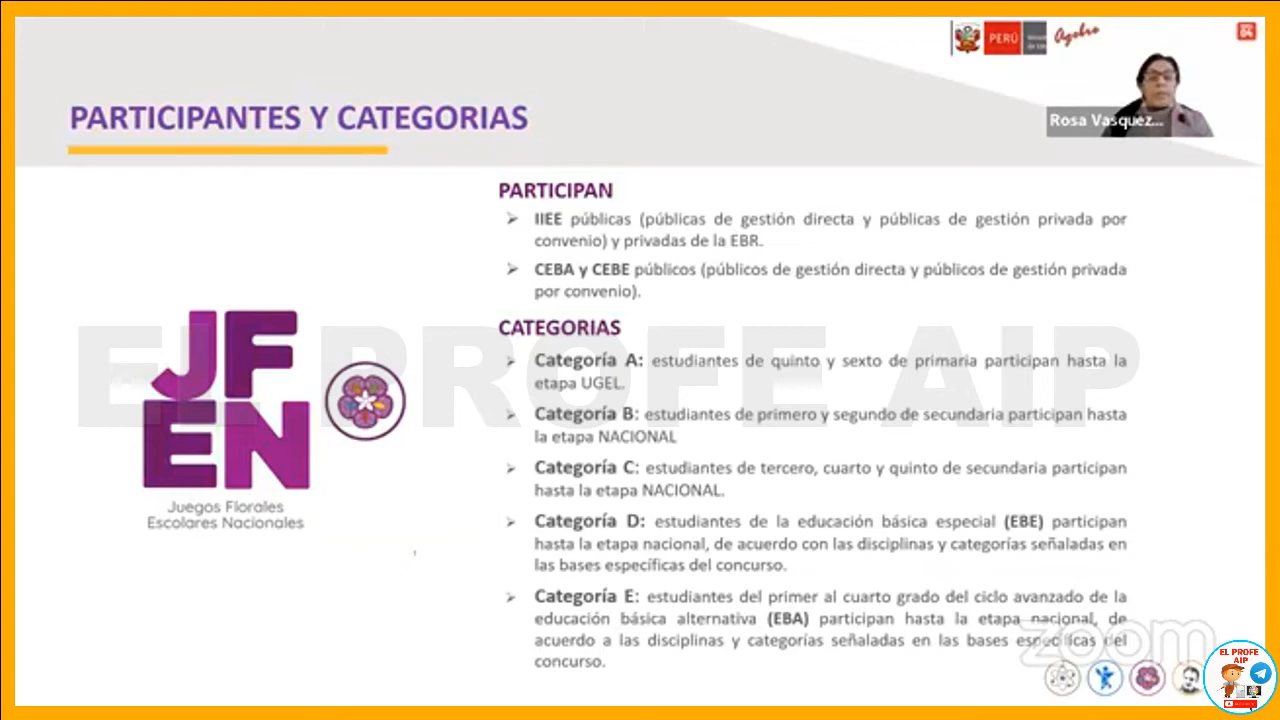 PERÚ
Agebre
04
PARTICIPANTES Y CATEGORIAS
Rosa Vasquez...
PARTICIPAN
IIEE públicas (públicas de gestión directa y públicas de gestión privada por
convenio) y privadas de la EBR.
CEBA y CEBE públicos (públicos de gestión directa y públicos de gestión privada
por convenio).
CATEGORIAS
Categoría A: estudiantes de quinto y sexto de primaria participan hasta la
etapa UGEL.
Categoría B: estudiantes de primero y segundo de secundaria participan hasta
la etapa NACIONAL
Categoría C: estudiantes de tercero, cuarto y quinto de secundaria participan
hasta la etapa NACIONAL.
Categoría D: estudiantes de la educación básica especial (EBE) participan
hasta la etapa nacional, de acuerdo con las disciplinas y categorías señaladas en
las bases específicas del concurso.
Categoría E: estudiantes del primer al cuarto grado del ciclo avanzado de la
educación básica alternativa (EBA) participan hasta la etapa nacional, de
acuerdo a las disciplinas y categorías señaladas en las bases específicas del
concurso.
JF
EN
Juegos Florales
Escolares Nacionales
EL PROFE AIP
zoom
EL PROFE
AIP